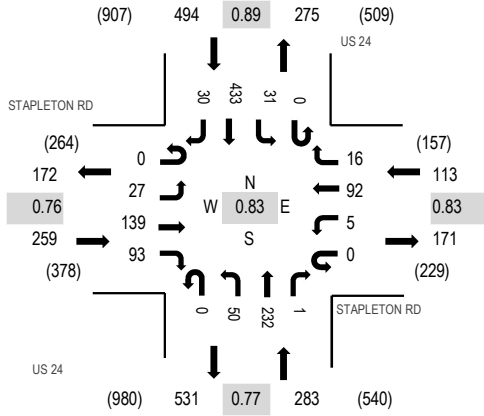 (907) 494 0.89 275 (509)
US 24
30 433 31 0
STAPLETON RD
(264) 0 16 (157)
172 27 N 92 113
0.76 139 W 0.83 E 5 0.83
259 93 S 0 171
(378) (229)
0 50 232 1
STAPLETON RD
US 24
(980) 531 0.77 283 (540)